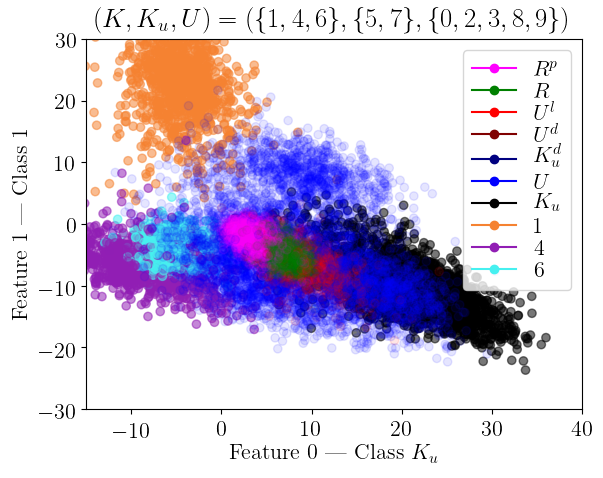 (K, K_u, U) = ({1, 4, 6}, {5, 7}, {0, 2, 3, 8, 9})
30
20
10
0
−10
−20
−30
Feature 1 — Class 1
R^p
R
U^l
U^d
K_u^d
U
K_u
1
4
6
−10 0 10 20 30 40
Feature 0 — Class K_u